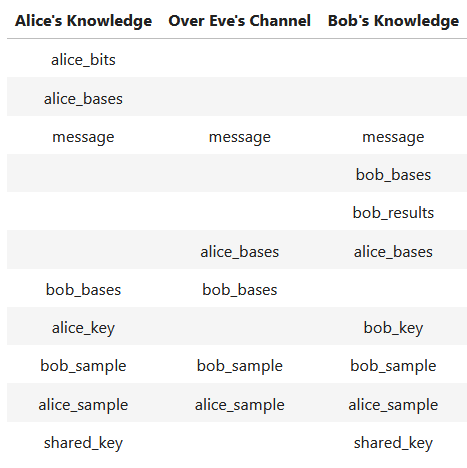 Alice's Knowledge Over Eve's Channel Bob's Knowledge
alice_bits
alice_bases
message message message
bob_bases
bob_results
alice_bases alice_bases
bob_bases bob_bases
alice_key bob_key
bob_sample bob_sample bob_sample
alice_sample alice_sample alice_sample
shared_key shared_key